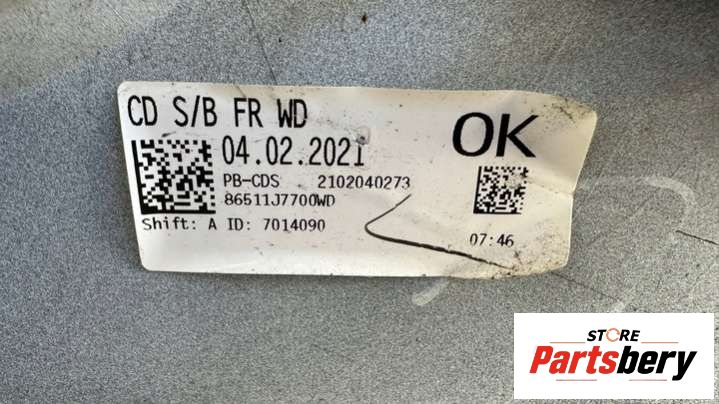 CD S/B FR WD
OK
04.02.2021
PB-CDS 2102040273
86511J7700WD
Shift: A ID: 7014090
07:46
STORE
Partsbery